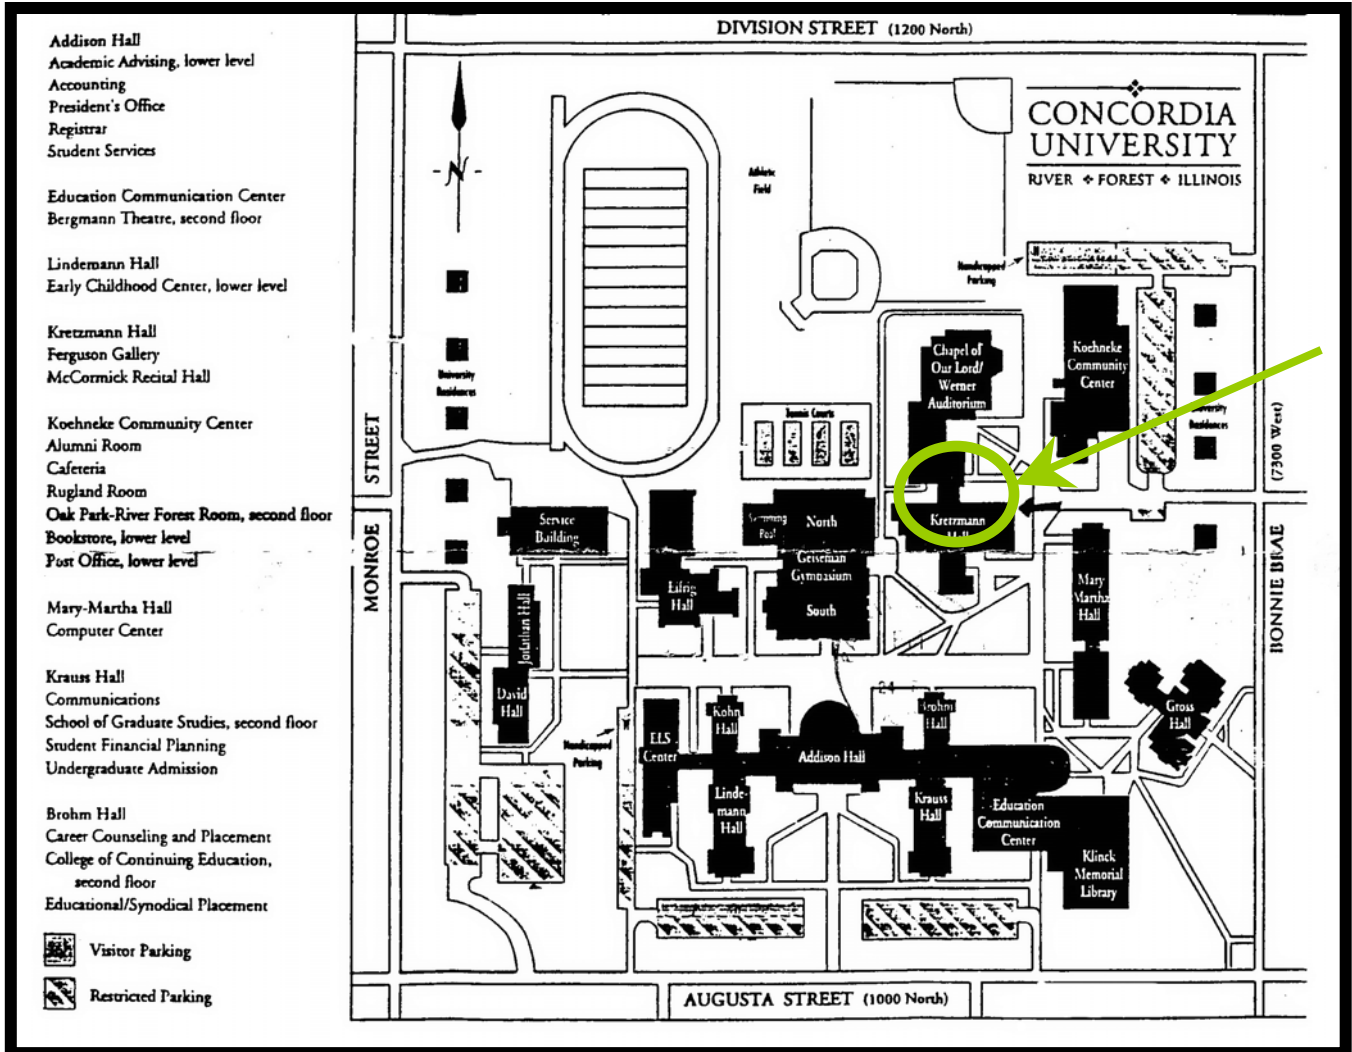 Addison Hall
Academic Advising, lower level
Accounting
President's Office
Registrar
Student Services
Education Communication Center
Bergmann Theatre, second floor
Lindemann Hall
Early Childhood Center, lower level
Kretzmann Hall
Ferguson Gallery
McCormick Recital Hall
Koehneke Community Center
Alumni Room
Cafeteria
Rugland Room
Oak Park-River Forest Room, second floor
Bookstore, lower level
Post Office, lower level
Mary-Martha Hall
Computer Center
Krauss Hall
Communications
School of Graduate Studies, second floor
Student Financial Planning
Undergraduate Admission
Brohm Hall
Career Counseling and Placement
College of Continuing Education,
second floor
Educational/Synodical Placement
Visitor Parking
Restricted Parking
DIVISION STREET (1200 North)
N
CONCORDIA
UNIVERSITY
RIVER FOREST ILLINOIS
Athletic
Field
Handicapped
Parking
Chapel of
Our Lord/
Werner
Auditorium
Koehneke
Community
Center
University
Residences
University
Residences
Tennis Courts
MONROE STREET
BONNIE BRAE (7300 West)
Service
Building
Swimming
Pool
North
Geiseman
Gymnasium
South
Kretzmann
Hall
Eifrig
Hall
Mary
Martha
Hall
Jonathan Hall
David
Hall
Gross
Hall
Handicapped
Parking
ELS
Center
Kohn
Hall
Brohm
Hall
Addison Hall
Linde-
mann
Hall
Krauss
Hall
Education
Communication
Center
Klinck
Memorial
Library
AUGUSTA STREET (1000 North)